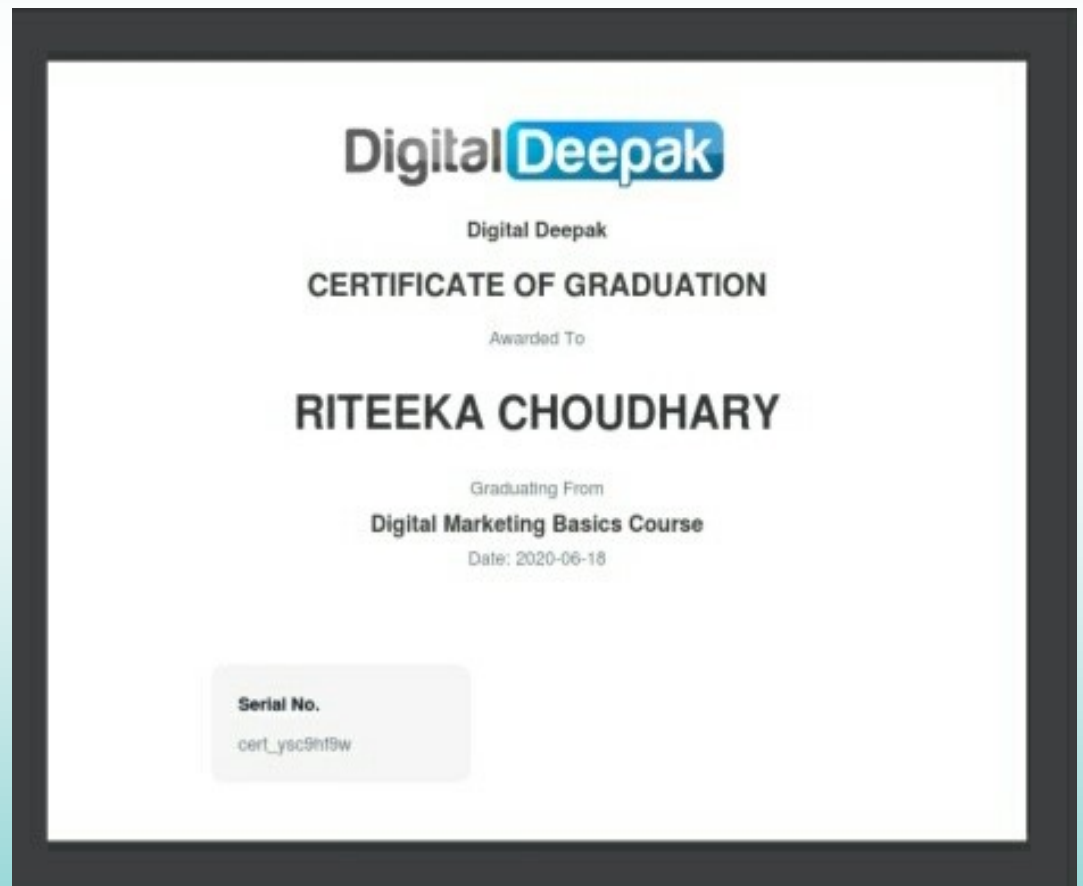 Digital Deepak
Digital Deepak
CERTIFICATE OF GRADUATION
Awarded To
RITEEKA CHOUDHARY
Graduating From
Digital Marketing Basics Course
Date: 2020-06-18
Serial No.